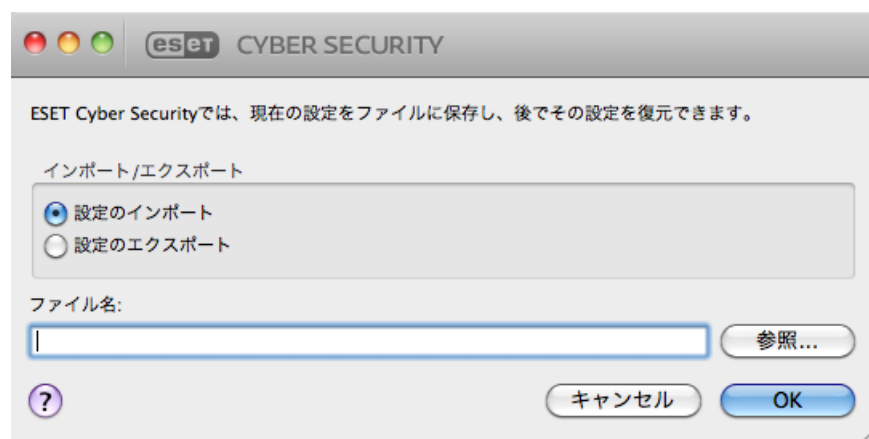 eset CYBER SECURITY
ESET Cyber Securityでは、現在の設定をファイルに保存し、後でその設定を復元できます。
インポート/エクスポート
設定のインポート
設定のエクスポート
ファイル名:
参照...
?
キャンセル
OK